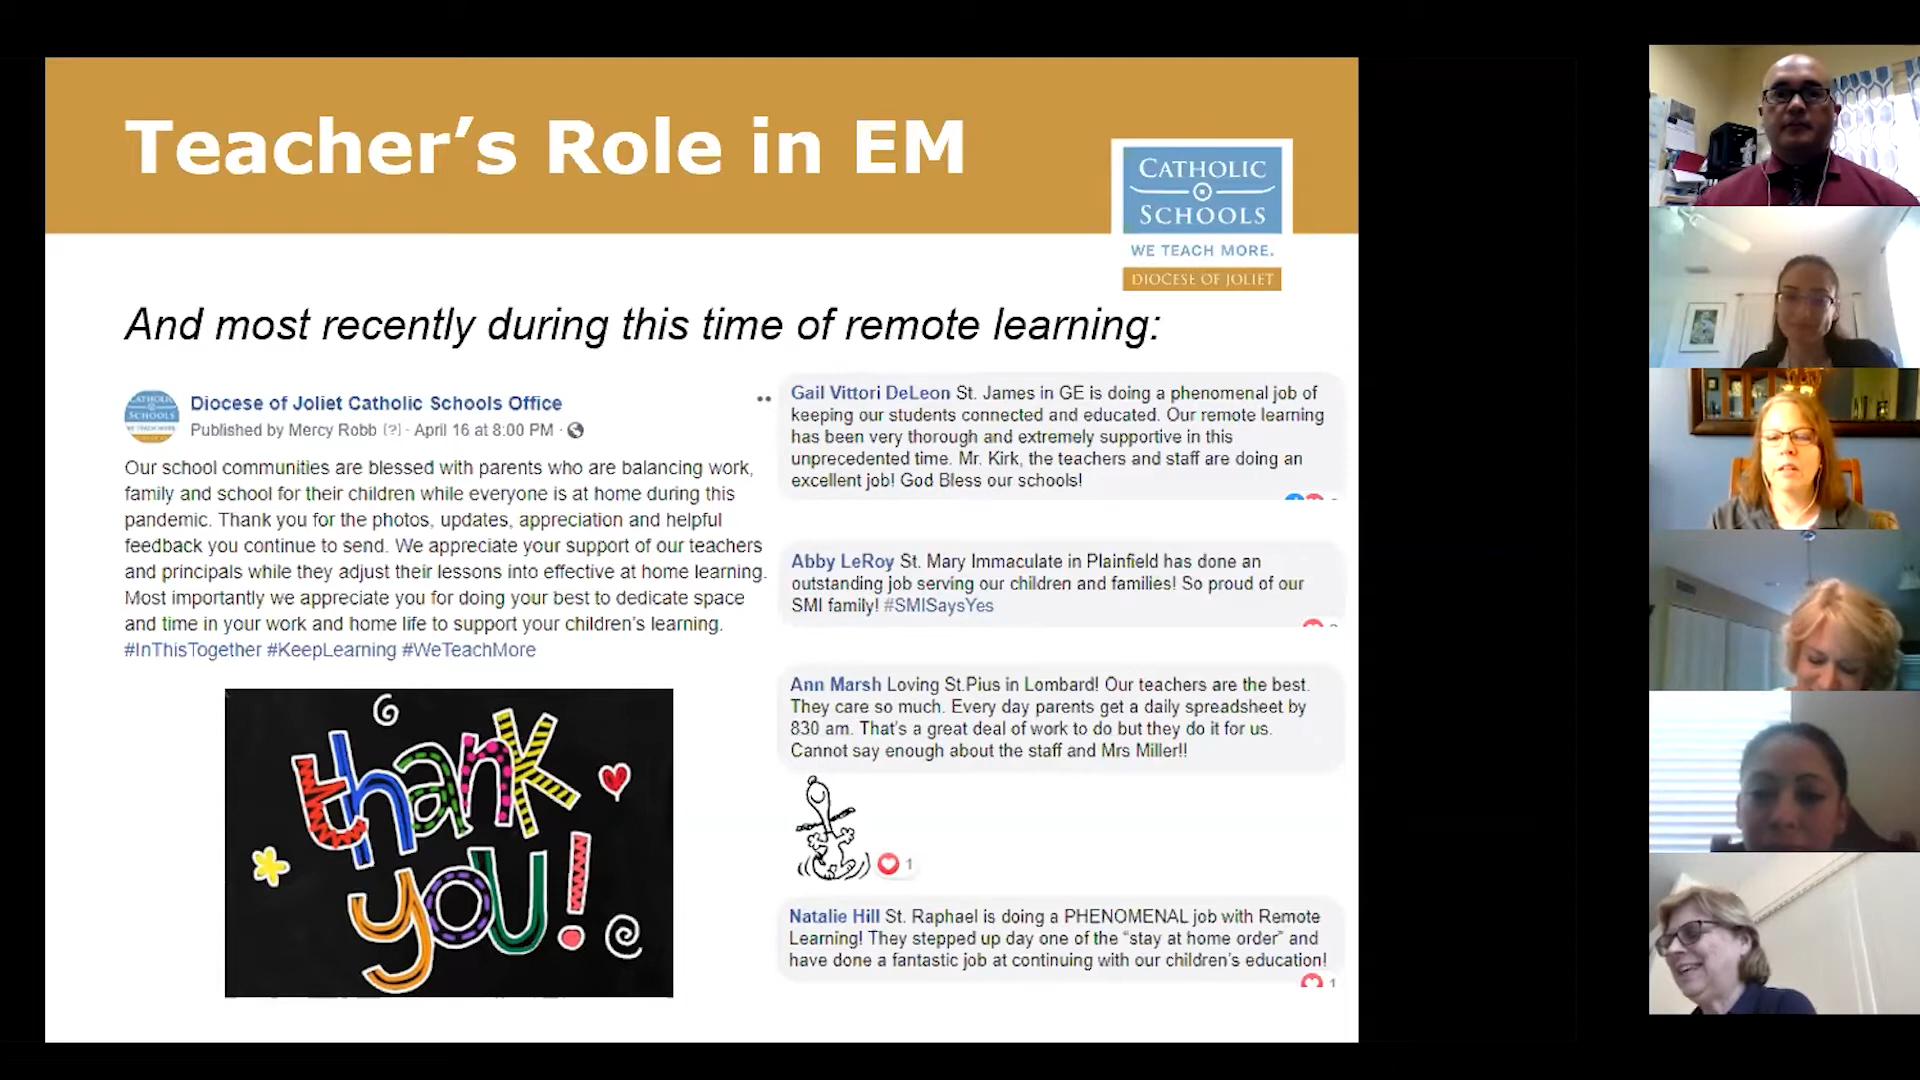 Teacher's Role in EM
CATHOLIC
SCHOOLS
WE TEACH MORE.
DIOCESE OF JOLIET
And most recently during this time of remote learning:
CATHOLIC
SCHOOLS
WE TEACH MORE
Diocese of Joliet Catholic Schools Office
Published by Mercy Robb [?] · April 16 at 8:00 PM ·
Our school communities are blessed with parents who are balancing work,
family and school for their children while everyone is at home during this
pandemic. Thank you for the photos, updates, appreciation and helpful
feedback you continue to send. We appreciate your support of our teachers
and principals while they adjust their lessons into effective at home learning.
Most importantly we appreciate you for doing your best to dedicate space
and time in your work and home life to support your children's learning.
#InThisTogether #KeepLearning #WeTeachMore
thank
you!
Gail Vittori DeLeon St. James in GE is doing a phenomenal job of
keeping our students connected and educated. Our remote learning
has been very thorough and extremely supportive in this
unprecedented time. Mr. Kirk, the teachers and staff are doing an
excellent job! God Bless our schools!
Abby LeRoy St. Mary Immaculate in Plainfield has done an
outstanding job serving our children and families! So proud of our
SMI family! #SMISaysYes
Ann Marsh Loving St.Pius in Lombard! Our teachers are the best.
They care so much. Every day parents get a daily spreadsheet by
830 am. That's a great deal of work to do but they do it for us.
Cannot say enough about the staff and Mrs Miller!!
1
Natalie Hill St. Raphael is doing a PHENOMENAL job with Remote
Learning! They stepped up day one of the "stay at home order" and
have done a fantastic job at continuing with our children's education!
1